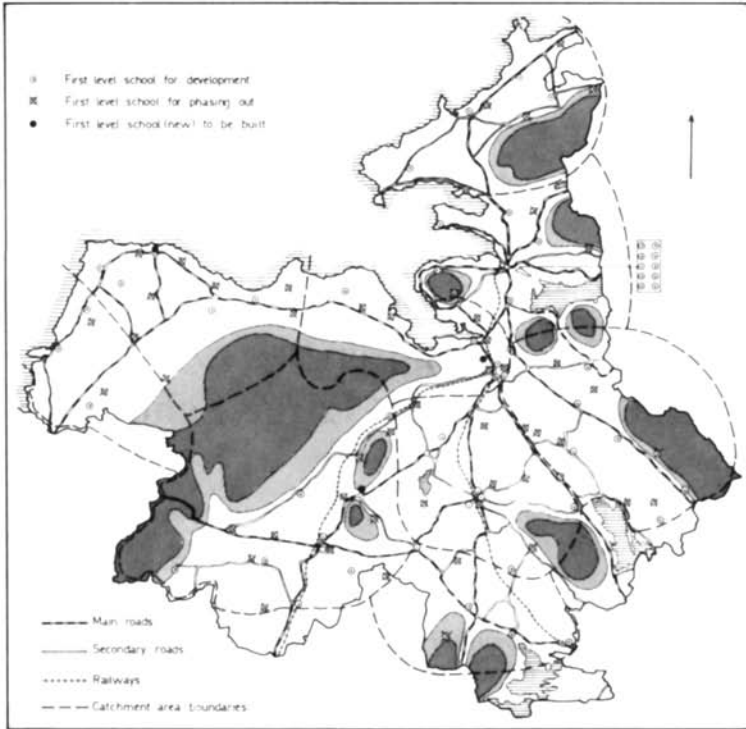 First level school for development
First level school for phasing out
First level school (new) to be built
Main roads
Secondary roads
Railways
Catchment area boundaries